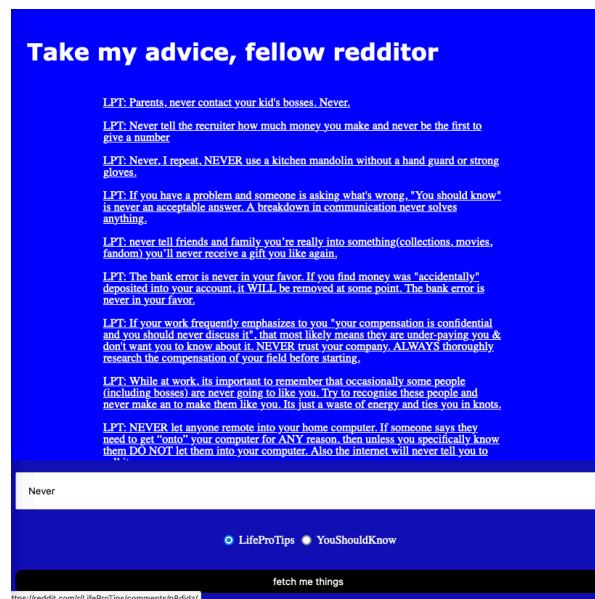 Take my advice, fellow redditor
LPT: Parents, never contact your kid's bosses. Never.
LPT: Never tell the recruiter how much money you make and never be the first to
give a number
LPT: Never, I repeat, NEVER use a kitchen mandolin without a hand guard or strong
gloves.
LPT: If you have a problem and someone is asking what's wrong, "You should know"
is never an acceptable answer. A breakdown in communication never solves
anything.
LPT: never tell friends and family you’re really into something(collections, movies,
fandom) you’ll never receive a gift you like again.
LPT: The bank error is never in your favor. If you find money was "accidentally"
deposited into your account, it WILL be removed at some point. The bank error is
never in your favor.
LPT: If your work frequently emphasizes to you "your compensation is confidential
and you should never discuss it", that most likely means they are under-paying you &
don't want you to know about it. NEVER trust your company. ALWAYS thoroughly
research the compensation of your field before starting.
LPT: While at work, its important to remember that occasionally some people
(including bosses) are never going to like you. Try to recognise these people and
never make an to make them like you. Its just a waste of energy and ties you in knots.
LPT: NEVER let anyone remote into your home computer. If someone says they
need to get “onto” your computer for ANY reason, then unless you specifically know
them DO NOT let them into your computer. Also the internet will never tell you to
Never
LifeProTips YouShouldKnow
fetch me things